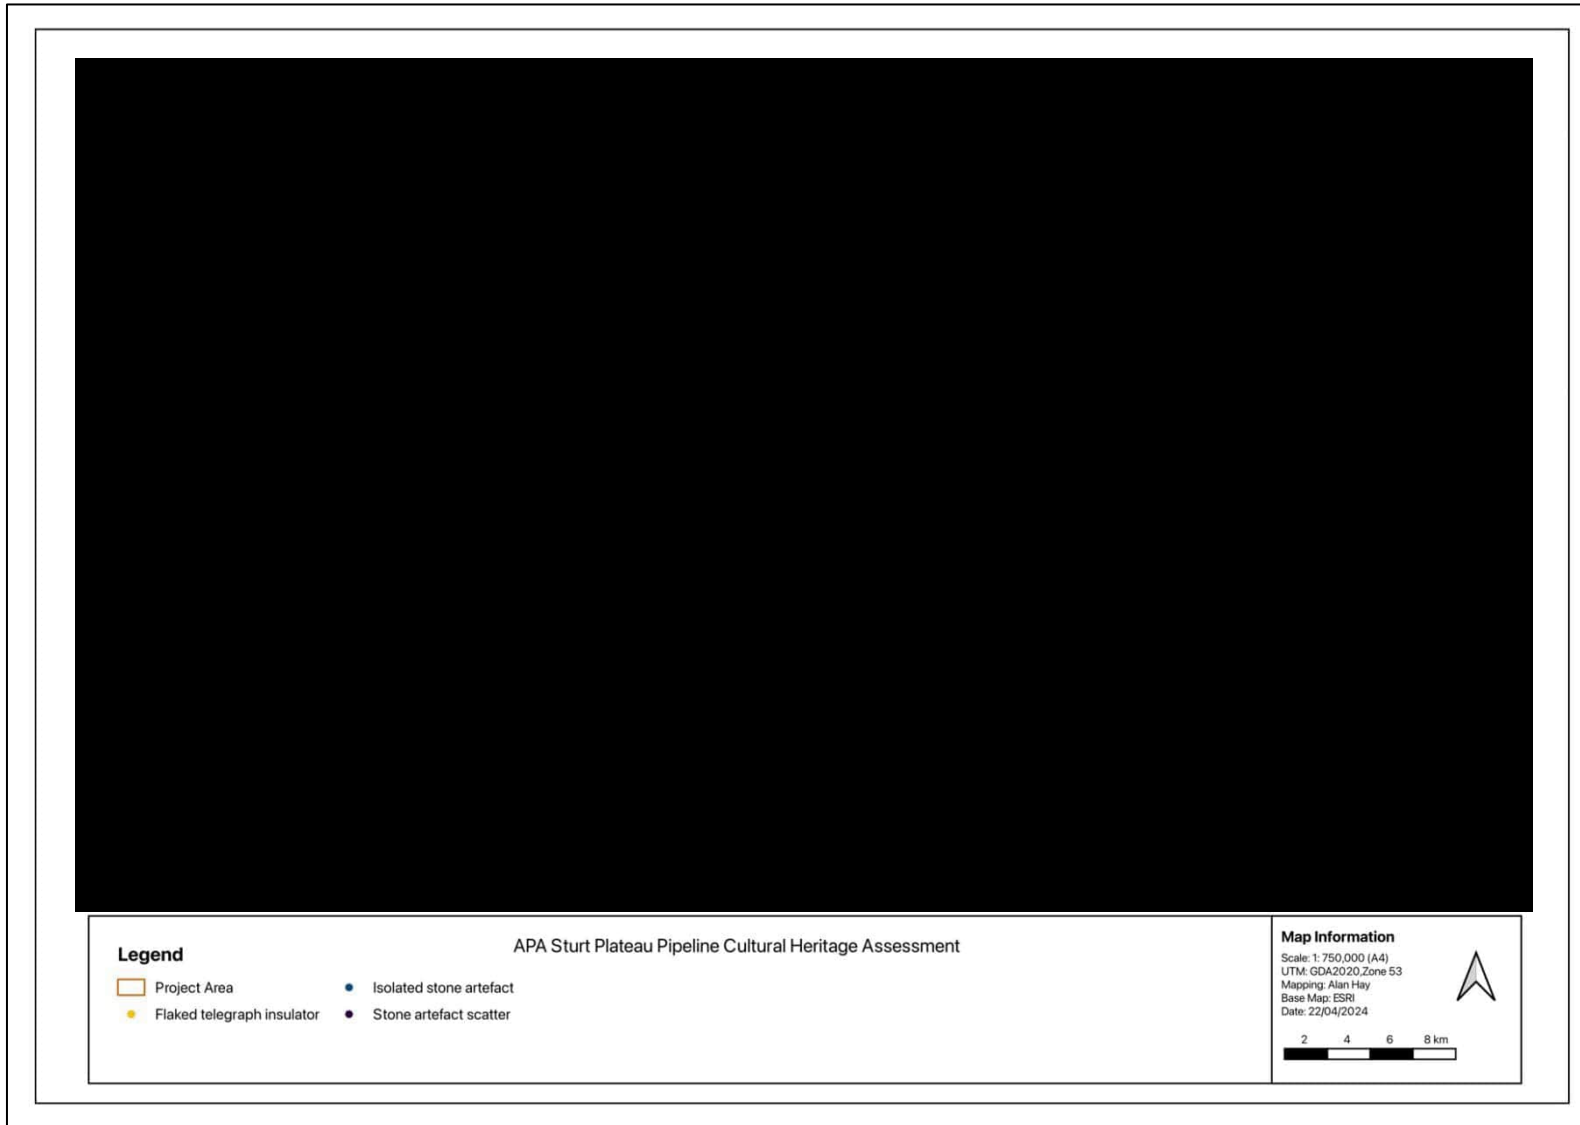 APA Sturt Plateau Pipeline Cultural Heritage Assessment
Legend
Project Area
Flaked telegraph insulator
Isolated stone artefact
Stone artefact scatter
Map Information
Scale: 1: 750,000 (A4)
UTM: GDA2020,Zone 53
Mapping: Alan Hay
Base Map: ESRI
Date: 22/04/2024
2 4 6 8 km